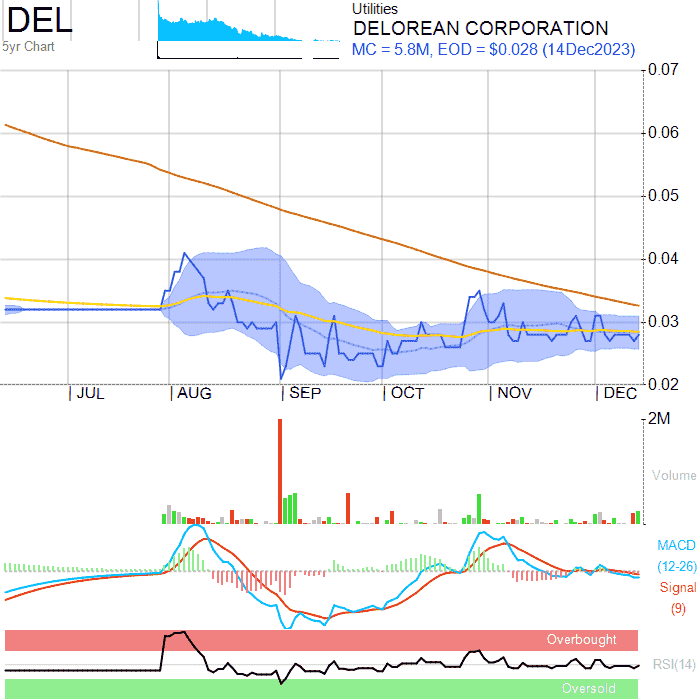 DEL
5yr Chart
Utilities
DELOREAN CORPORATION
MC = 5.8M, EOD = $0.028 (14Dec2023)
0.07
0.06
0.05
0.04
0.03
0.02
JUL AUG SEP OCT NOV DEC
2M
Volume
MACD
(12-26)
Signal
(9)
Overbought
RSI(14)
Oversold